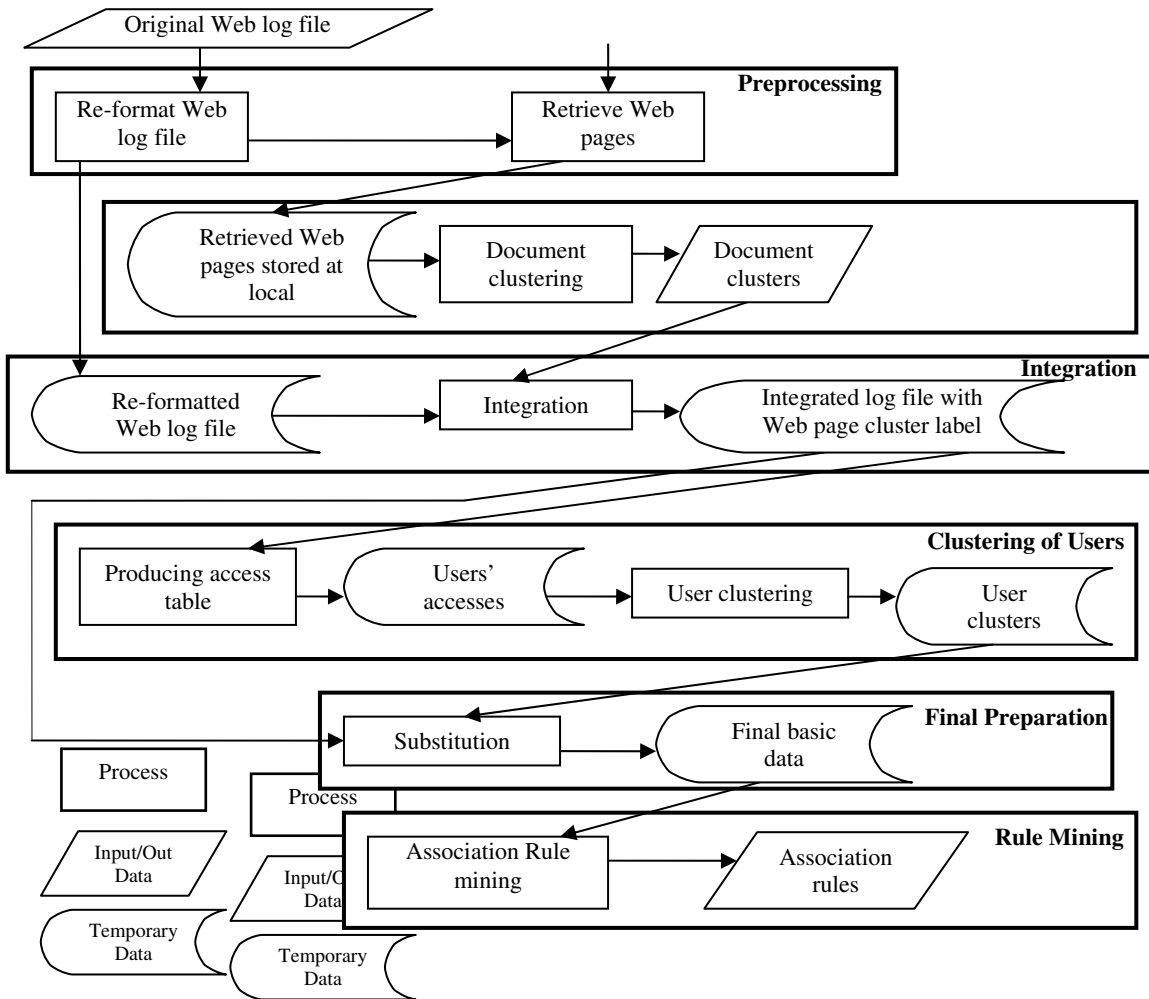 Original Web log file
Preprocessing
Re-format Web
log file
Retrieve Web
pages
Retrieved Web
pages stored at
local
Document
clustering
Document
clusters
Integration
Re-formatted
Web log file
Integration
Integrated log file with
Web page cluster label
Clustering of Users
Producing access
table
Users’
accesses
User clustering
User
clusters
Final Preparation
Substitution
Final basic
data
Process
Process
Rule Mining
Association Rule
mining
Association
rules
Input/Out
Data
Input/O
Data
Temporary
Data
Temporary
Data